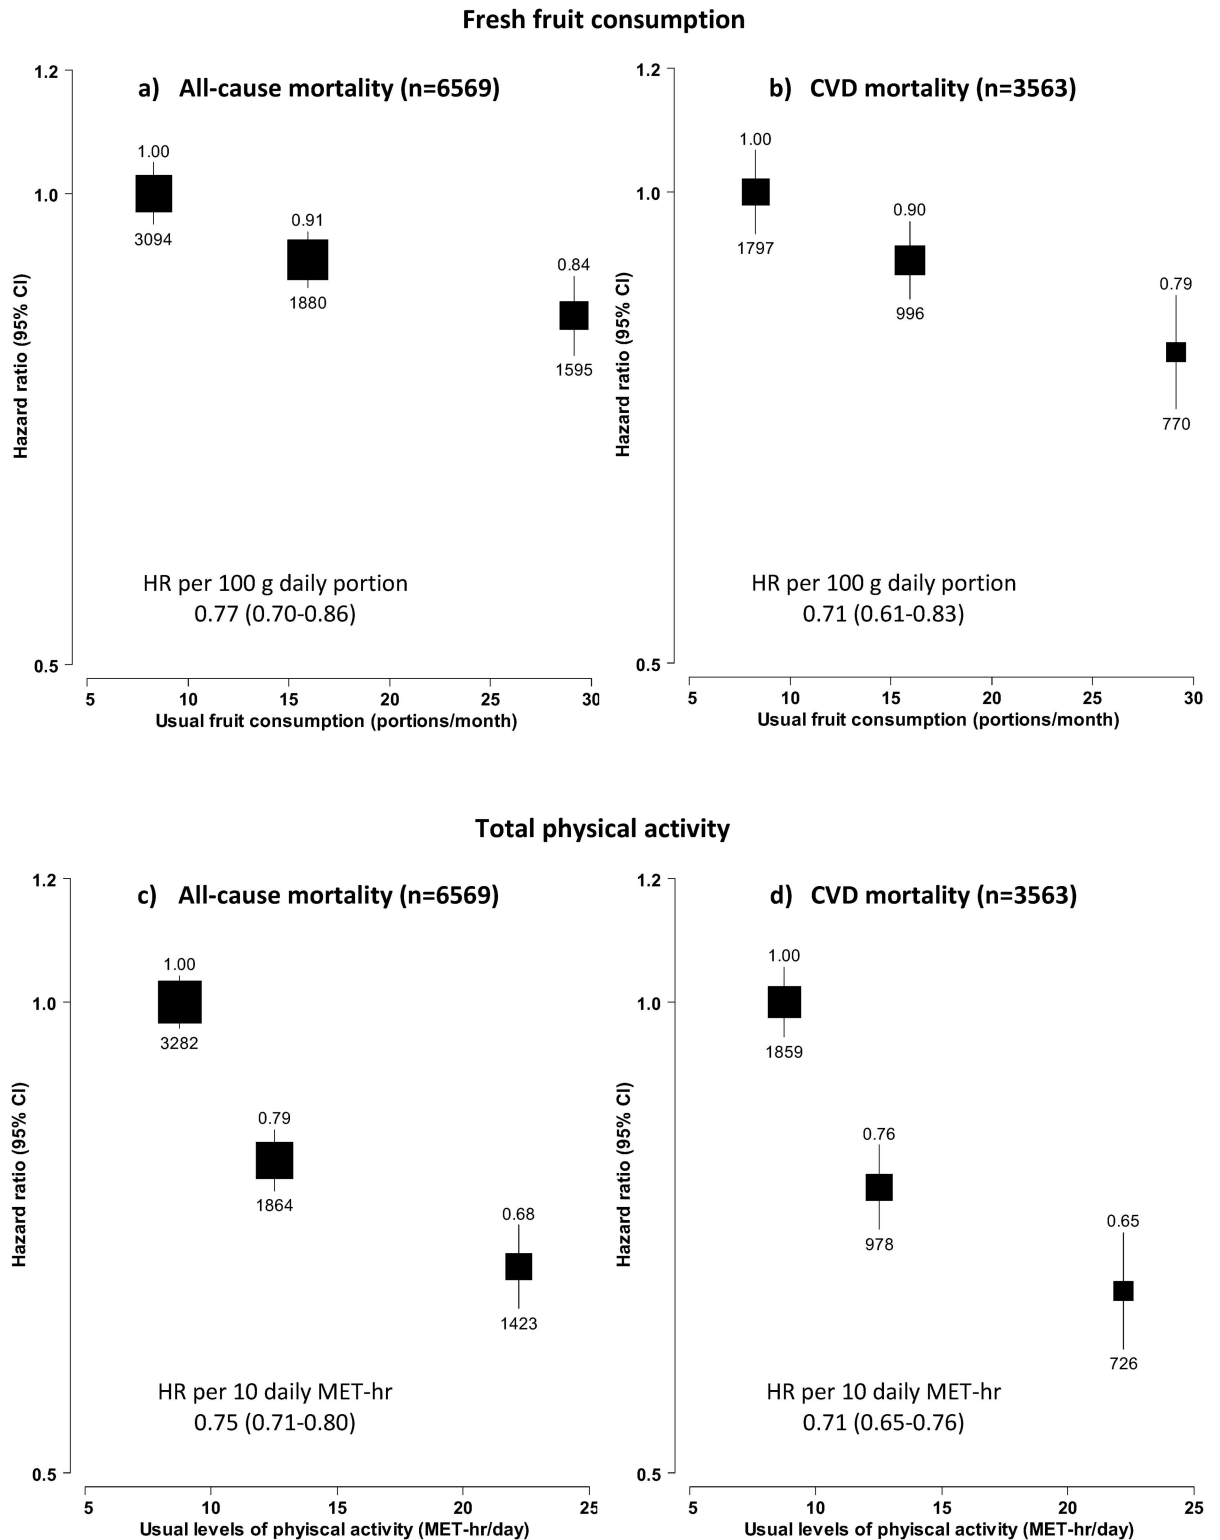 Fresh fruit consumption
a) All-cause mortality (n=6569)
1.2
1.0
0.5
Hazard ratio (95% CI)
1.00
3094
0.91
1880
0.84
1595
HR per 100 g daily portion
0.77 (0.70-0.86)
5 10 15 20 25 30
Usual fruit consumption (portions/month)
b) CVD mortality (n=3563)
1.2
1.0
0.5
Hazard ratio (95% CI)
1.00
1797
0.90
996
0.79
770
HR per 100 g daily portion
0.71 (0.61-0.83)
5 10 15 20 25 30
Usual fruit consumption (portions/month)
Total physical activity
c) All-cause mortality (n=6569)
1.2
1.0
0.5
Hazard ratio (95% CI)
1.00
3282
0.79
1864
0.68
1423
HR per 10 daily MET-hr
0.75 (0.71-0.80)
5 10 15 20 25
Usual levels of phyiscal activity (MET-hr/day)
d) CVD mortality (n=3563)
1.2
1.0
0.5
Hazard ratio (95% CI)
1.00
1859
0.76
978
0.65
726
HR per 10 daily MET-hr
0.71 (0.65-0.76)
5 10 15 20 25
Usual levels of phyiscal activity (MET-hr/day)